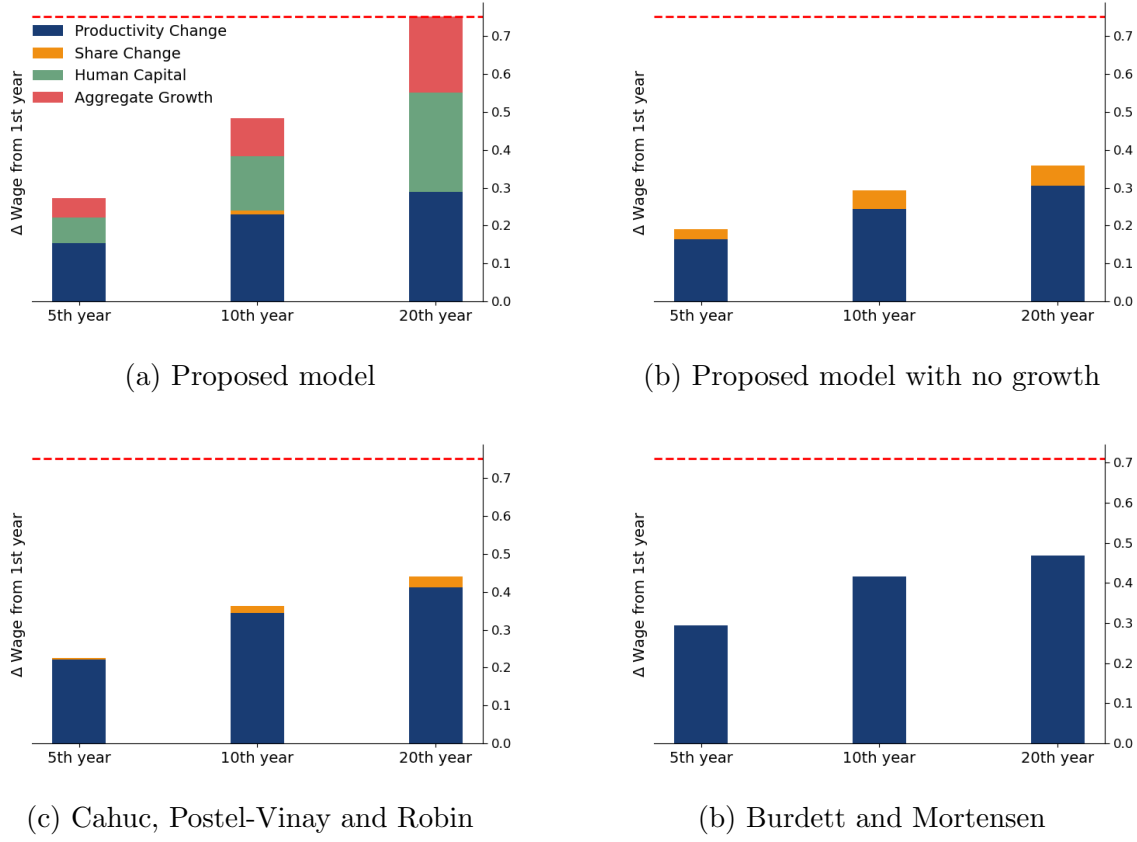 Productivity Change
Share Change
Human Capital
Aggregate Growth
Δ Wage from 1st year
0.7
0.6
0.5
0.4
0.3
0.2
0.1
0.0
5th year 10th year 20th year
(a) Proposed model
Δ Wage from 1st year
0.7
0.6
0.5
0.4
0.3
0.2
0.1
0.0
5th year 10th year 20th year
(b) Proposed model with no growth
Δ Wage from 1st year
0.7
0.6
0.5
0.4
0.3
0.2
0.1
0.0
5th year 10th year 20th year
(c) Cahuc, Postel-Vinay and Robin
Δ Wage from 1st year
0.7
0.6
0.5
0.4
0.3
0.2
0.1
0.0
5th year 10th year 20th year
(b) Burdett and Mortensen